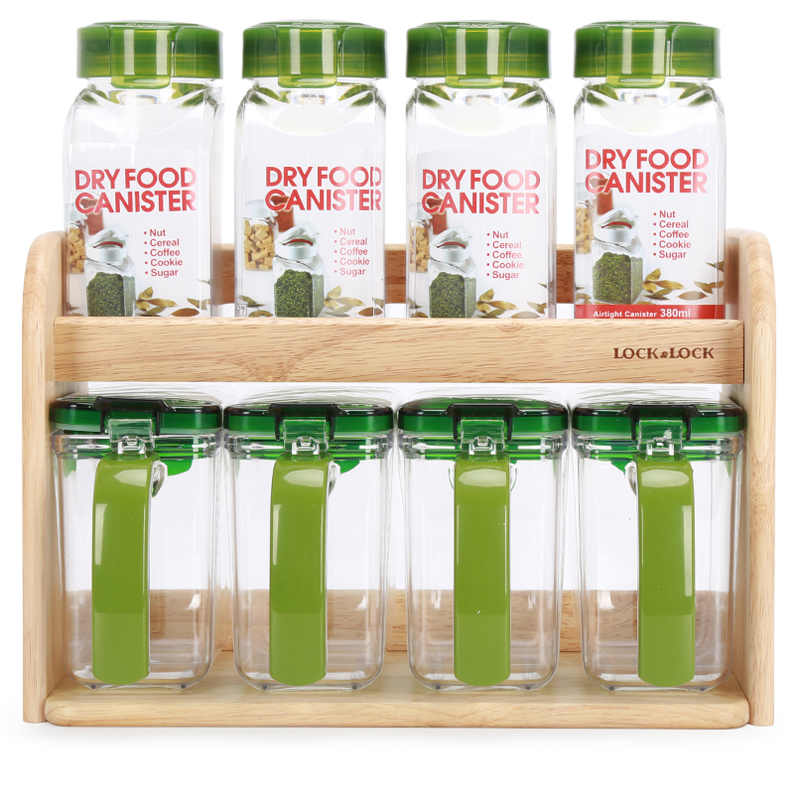 DRY FOOD
CANISTER
• Nut
• Cereal
• Coffee
• Cookie
• Sugar
DRY FOOD
CANISTER
• Nut
• Cereal
• Coffee
• Cookie
• Sugar
DRY FOOD
CANISTER
• Nut
• Cereal
• Coffee
• Cookie
• Sugar
DRY FOOD
CANISTER
• Nut
• Cereal
• Coffee
• Cookie
• Sugar
Airtight Canister 380ml
LOCK&LOCK